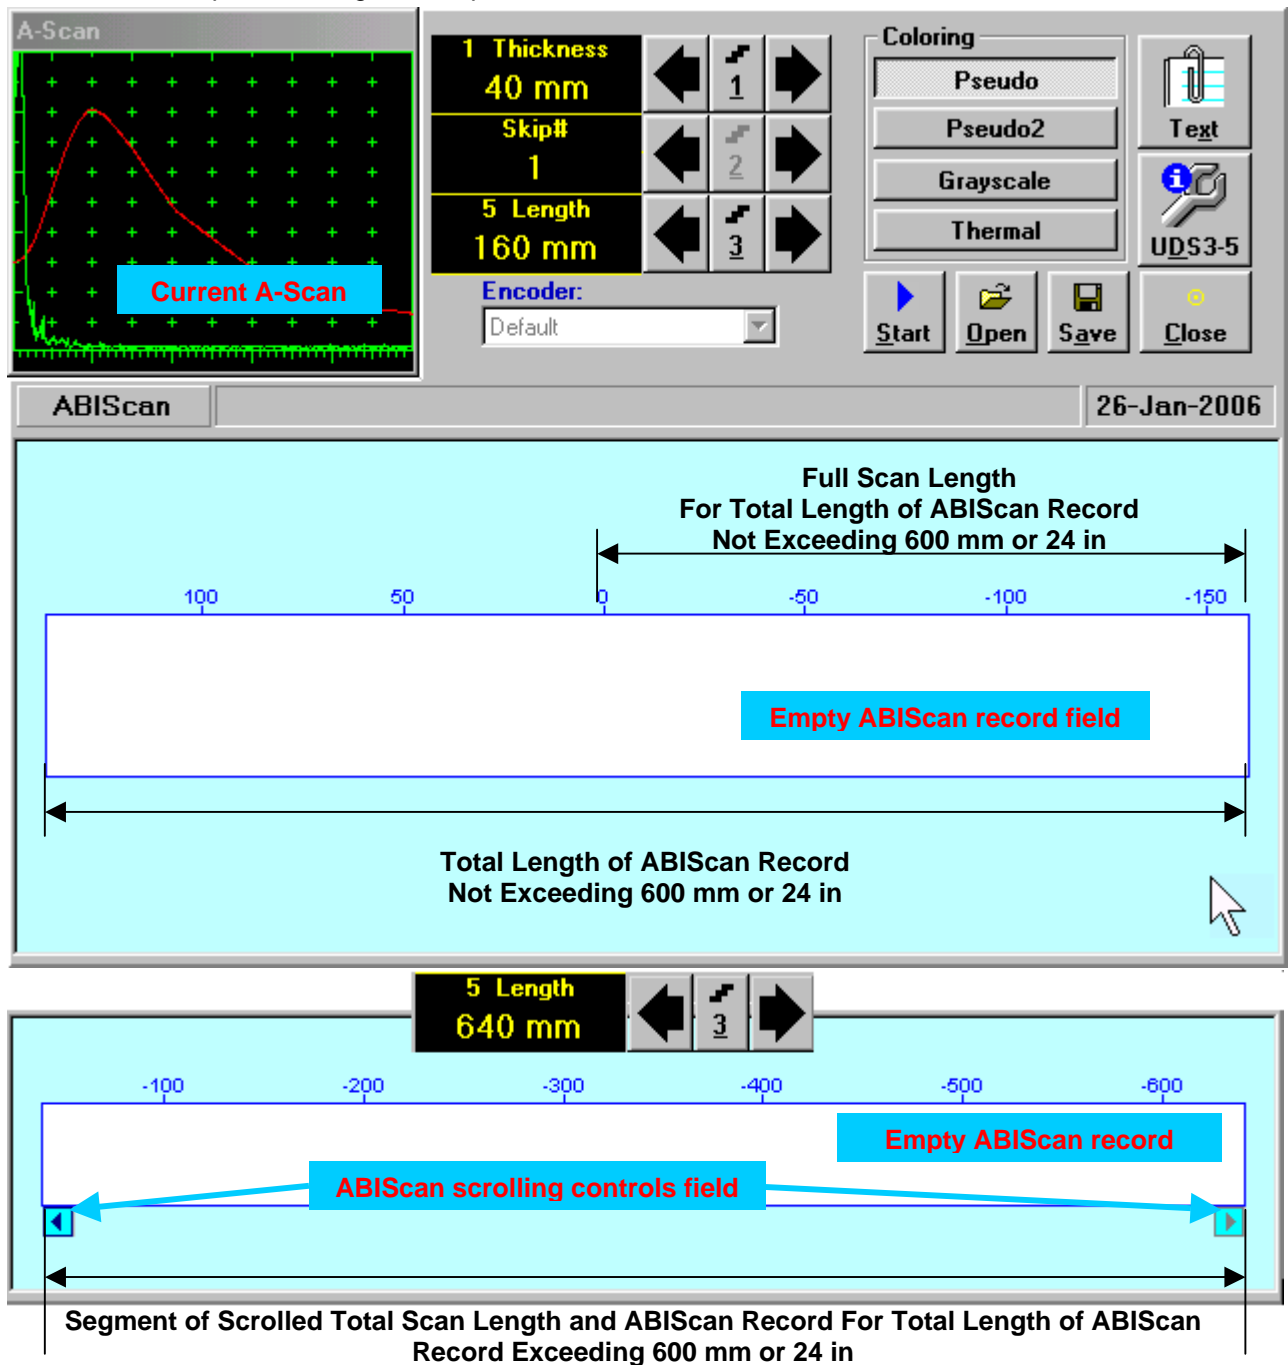 A-Scan
1 Thickness
40 mm
1
Skip#
1
2
5 Length
160 mm
3
Encoder:
Default
Coloring
Pseudo
Pseudo2
Grayscale
Thermal
Text
UDS3-5
Start
Open
Save
Close
Current A-Scan
ABIScan
26-Jan-2006
Full Scan Length
For Total Length of ABIScan Record
Not Exceeding 600 mm or 24 in
100 50 0 -50 -100 -150
Empty ABIScan record field
Total Length of ABIScan Record
Not Exceeding 600 mm or 24 in
5 Length
640 mm
3
-100 -200 -300 -400 -500 -600
Empty ABIScan record
ABIScan scrolling controls field
Segment of Scrolled Total Scan Length and ABIScan Record For Total Length of ABIScan
Record Exceeding 600 mm or 24 in